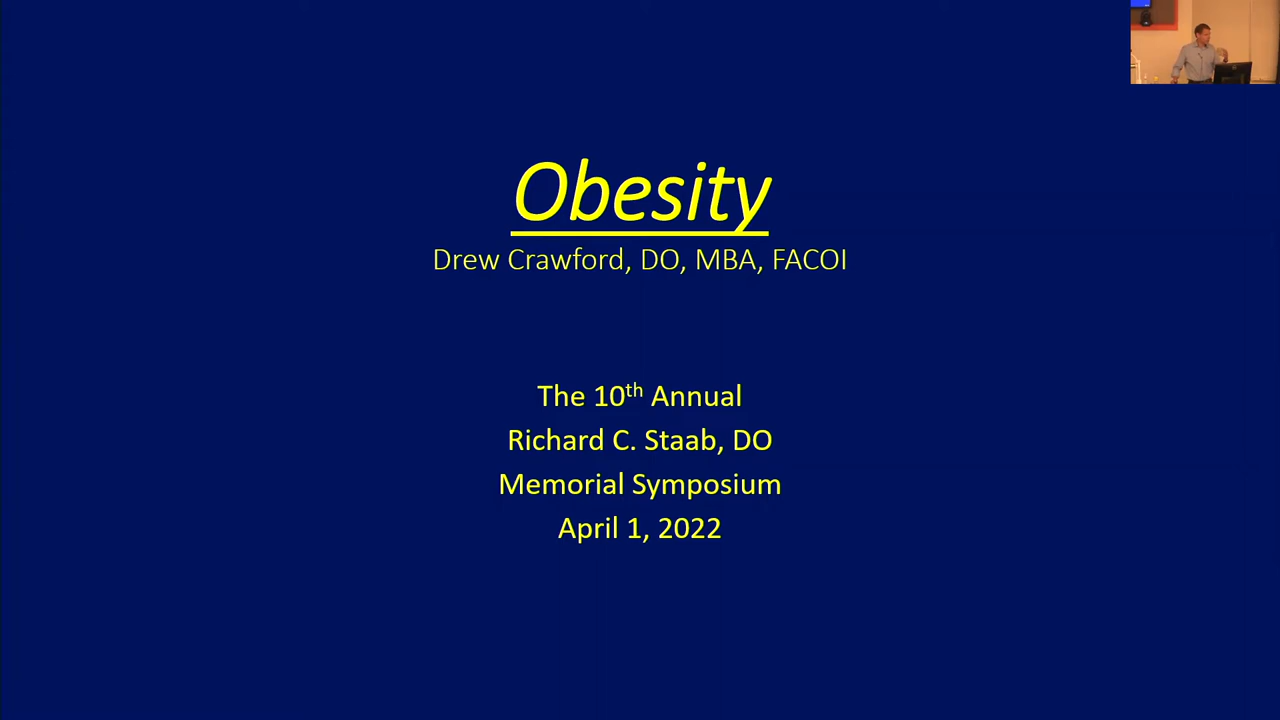 Obesity
Drew Crawford, DO, MBA, FACOI
The 10th Annual
Richard C. Staab, DO
Memorial Symposium
April 1, 2022